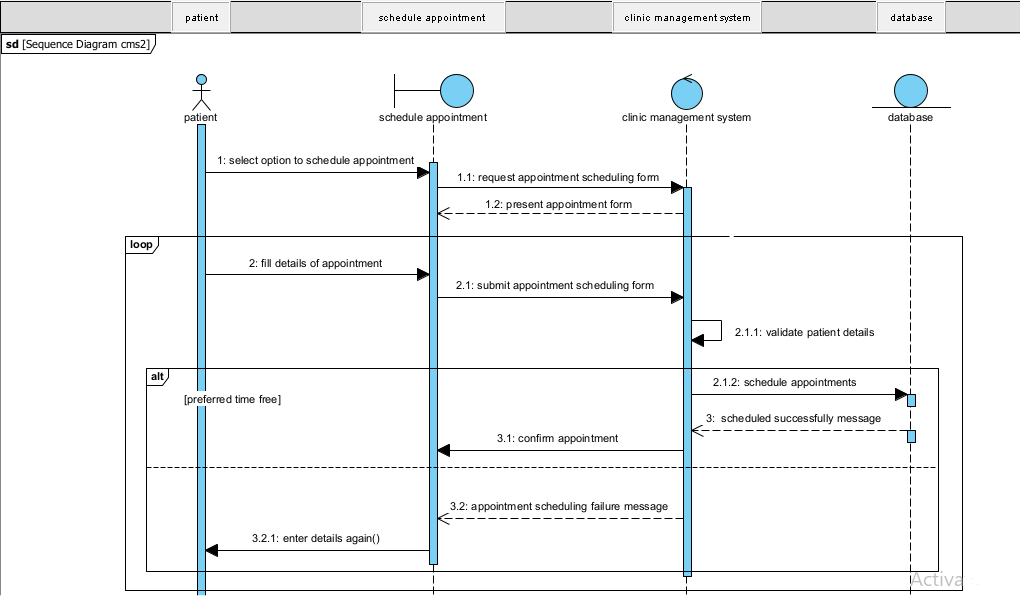 patient
schedule appointment
clinic management system
database
sd [Sequence Diagram cms2]
patient
schedule appointment
clinic management system
database
1: select option to schedule appointment
1.1: request appointment scheduling form
1.2: present appointment form
loop
2: fill details of appointment
2.1: submit appointment scheduling form
2.1.1: validate patient details
alt
2.1.2: schedule appointments
[preferred time free]
3:  scheduled successfully message
3.1: confirm appointment
3.2: appointment scheduling failure message
3.2.1: enter details again()
Activa